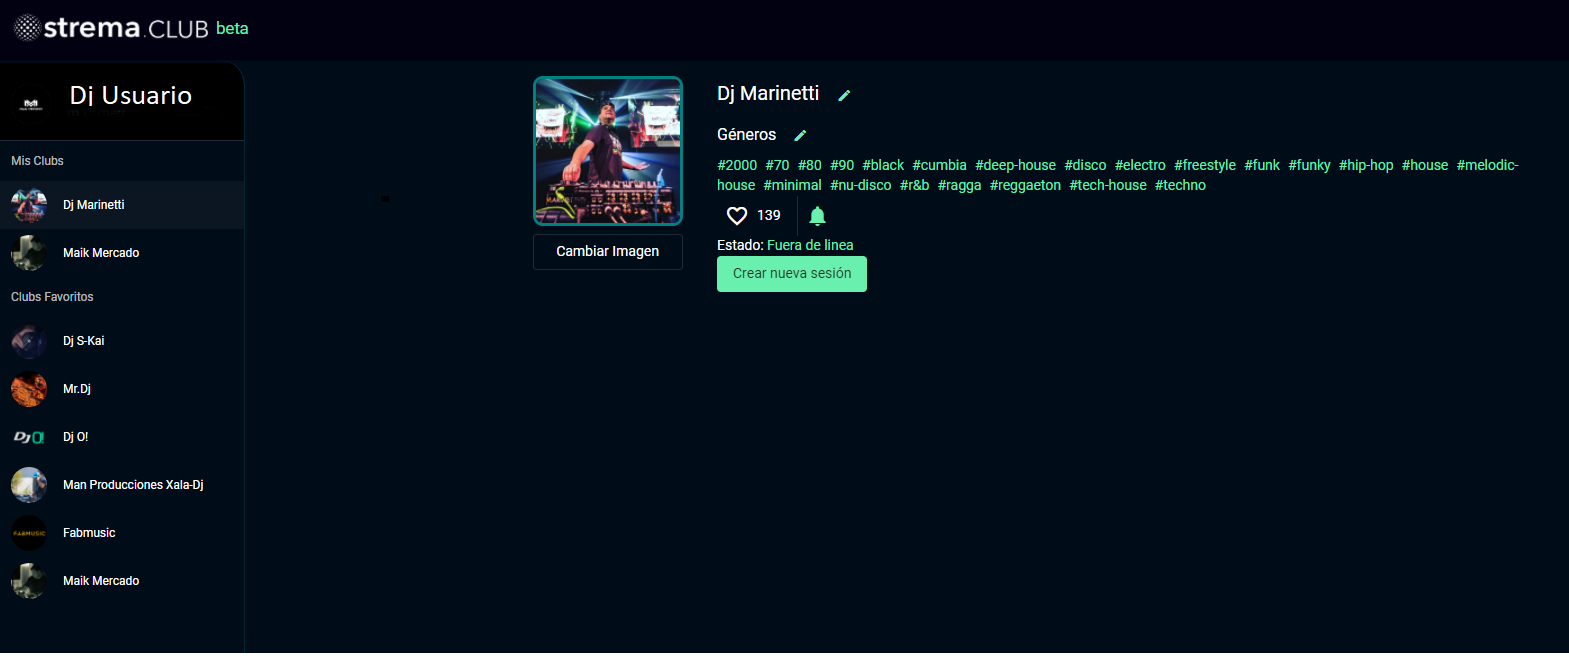 strema.CLUB beta
Dj Usuario
Mis Clubs
Dj Marinetti
Maik Mercado
Clubs Favoritos
Dj S-Kai
Mr.Dj
DJ O!
Dj O!
Man Producciones Xala-Dj
FABMUSIC
Fabmusic
Maik Mercado
Cambiar Imagen
Dj Marinetti
Géneros
#2000 #70 #80 #90 #black #cumbia #deep-house #disco #electro #freestyle #funk #funky #hip-hop #house #melodic-
house #minimal #nu-disco #r&b #ragga #reggaeton #tech-house #techno
139
Estado: Fuera de linea
Crear nueva sesión